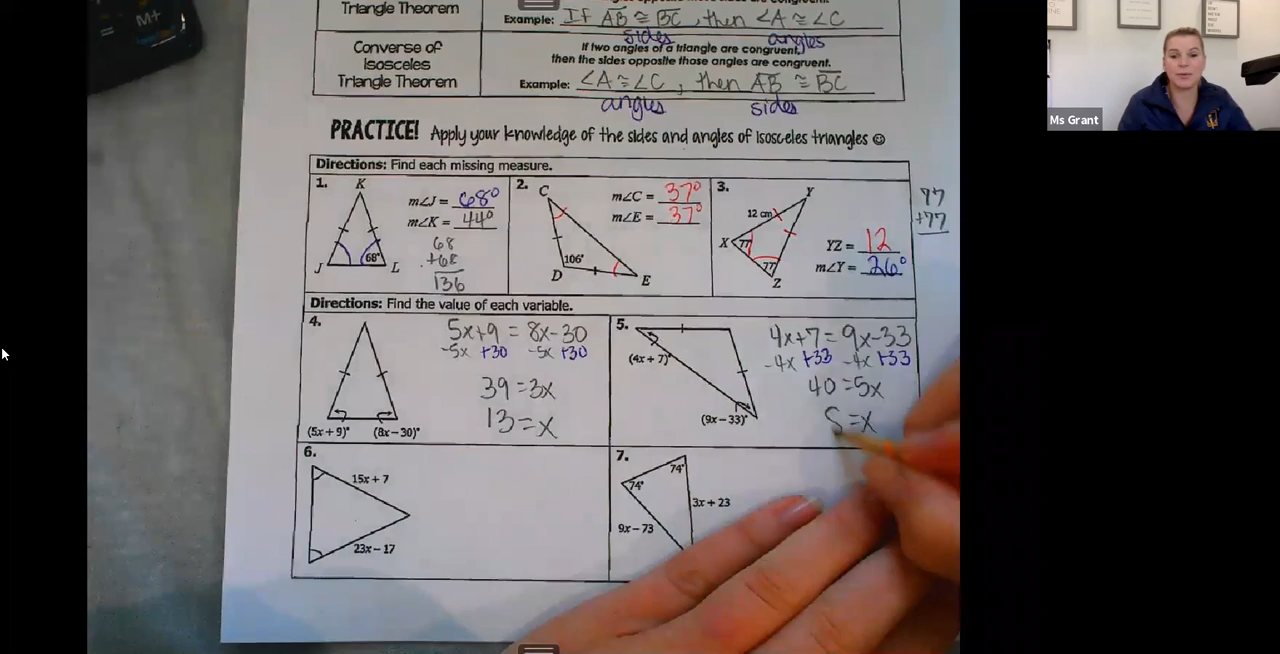 M+
Triangle Theorem
Example: If AB ≅ BC, then ∠A ≅ ∠C
sides angles
Converse of
Isosceles
Triangle Theorem
If two angles of a triangle are congruent,
then the sides opposite those angles are congruent.
Example: ∠A ≅ ∠C, then AB ≅ BC
angles sides
PRACTICE! Apply your knowledge of the sides and angles of isosceles triangles ☺
Directions: Find each missing measure.
1.
K
J
L
68°
m∠J = 68°
m∠K = 44°
68
+68
136
2.
C
D
E
106°
m∠C = 37°
m∠E = 37°
3.
Y
12 cm
X
77
77
Z
YZ = 12
m∠Y = 26°
77
+77
Directions: Find the value of each variable.
4.
(5x + 9)° (8x – 30)°
5x+9 = 8x-30
-5x +30 -5x +30
39=3x
13=x
5.
(4x + 7)°
(9x – 33)°
4x+7=9x-33
-4x +33 -4x +33
40=5x
8=x
6.
15x + 7
23x – 17
7.
74°
74°
3x + 23
9x – 73
Ms Grant